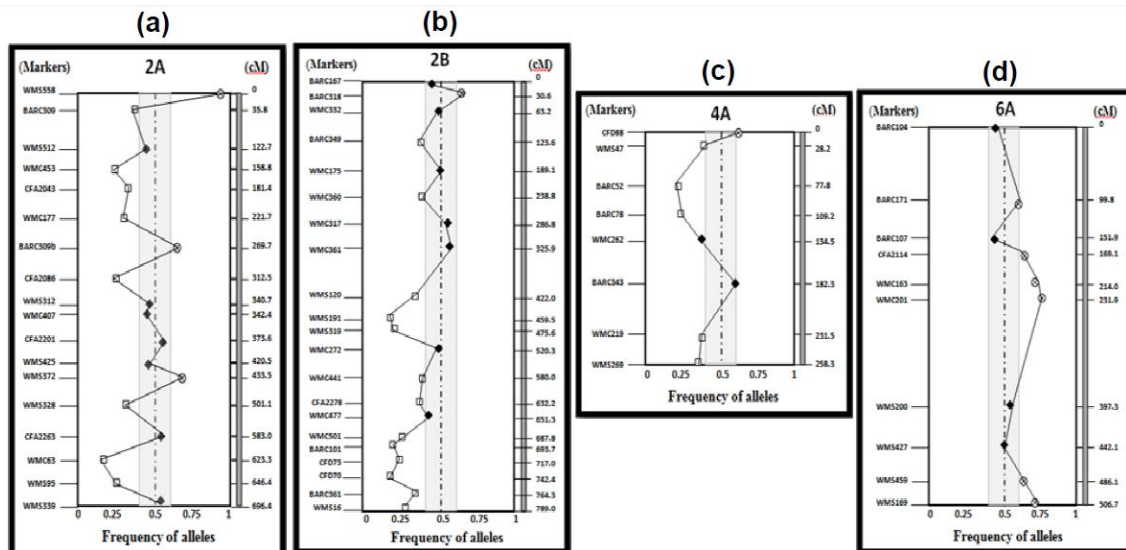 (a)
(Markers) 2A (cM)
WMS558 0
BARC309 35.8
WMS512 122.7
WMC453 158.8
CFA2043 181.4
WMC177 221.7
BARC309b 269.7
CFA2086 312.5
WMS312 340.7
WMC407 342.4
CFA2201 373.6
WMS425 420.5
WMS372 433.5
WMS328 501.1
CFA2263 583.0
WMC63 623.3
WMS95 646.4
WMS339 696.4
0 0.25 0.5 0.75 1
Frequency of alleles
(b)
(Markers) 2B (cM)
BARC167 0
BARC318 30.6
WMC332 65.2
BARC349 123.6
WMC175 189.1
WMC360 238.8
WMC317 286.8
WMC361 325.9
WMS120 422.0
WMS191 459.5
WMS319 475.6
WMC272 520.3
WMC441 580.0
CFA2278 632.2
WMC477 651.3
WMC501 687.8
BARC101 693.7
CFD73 717.0
CFD70 742.4
BARC361 764.3
WMS16 789.0
0 0.25 0.5 0.75 1
Frequency of alleles
(c)
(Markers) 4A (cM)
CFD88 0
WMS47 28.2
BARC52 77.8
BARC78 109.2
WMC262 134.5
BARC343 182.3
WMC219 231.5
WMS269 258.3
0 0.25 0.5 0.75 1
Frequency of alleles
(d)
(Markers) 6A (cM)
BARC104 0
BARC171 99.8
BARC107 151.9
CFA2114 169.1
WMC163 214.0
WMC201 231.9
WMS200 397.3
WMS427 442.1
WMS459 486.1
WMS169 506.7
0 0.25 0.5 0.75 1
Frequency of alleles